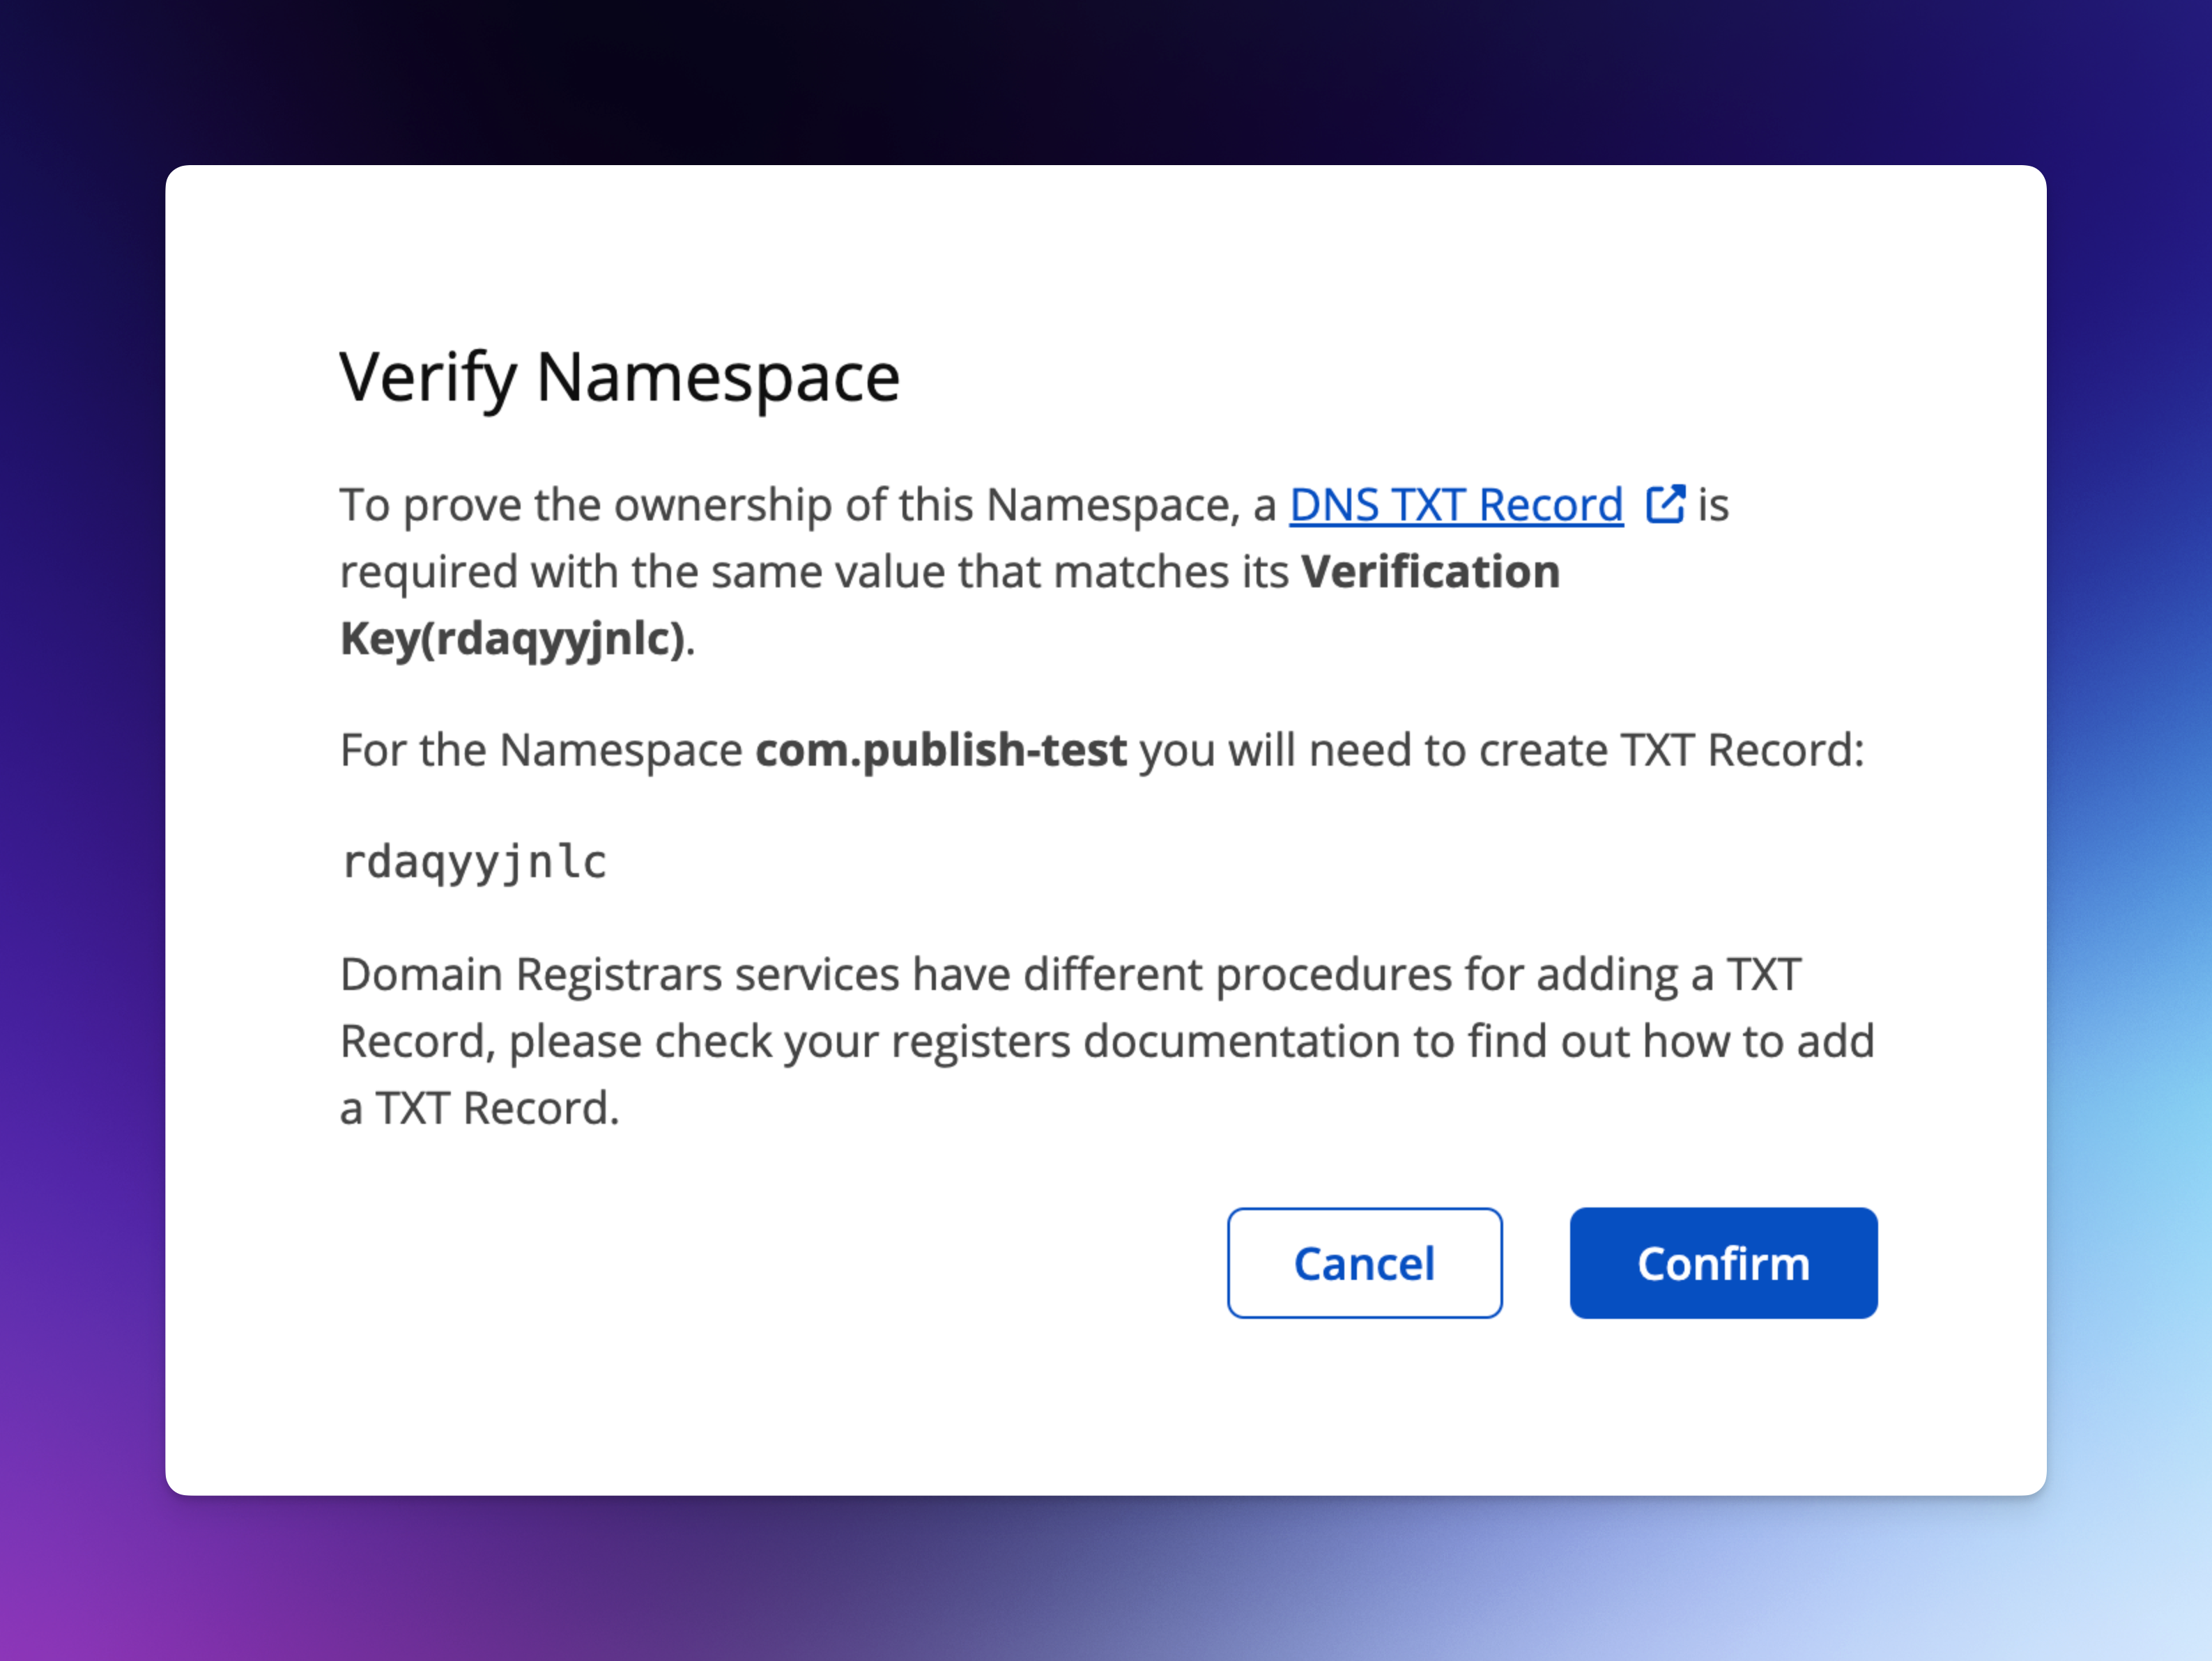 Verify Namespace
To prove the ownership of this Namespace, a DNS TXT Record is
required with the same value that matches its Verification
Key(rdaqyyjnlc).
For the Namespace com.publish-test you will need to create TXT Record:
rdaqyyjnlc
Domain Registrars services have different procedures for adding a TXT
Record, please check your registers documentation to find out how to add
a TXT Record.
Cancel Confirm